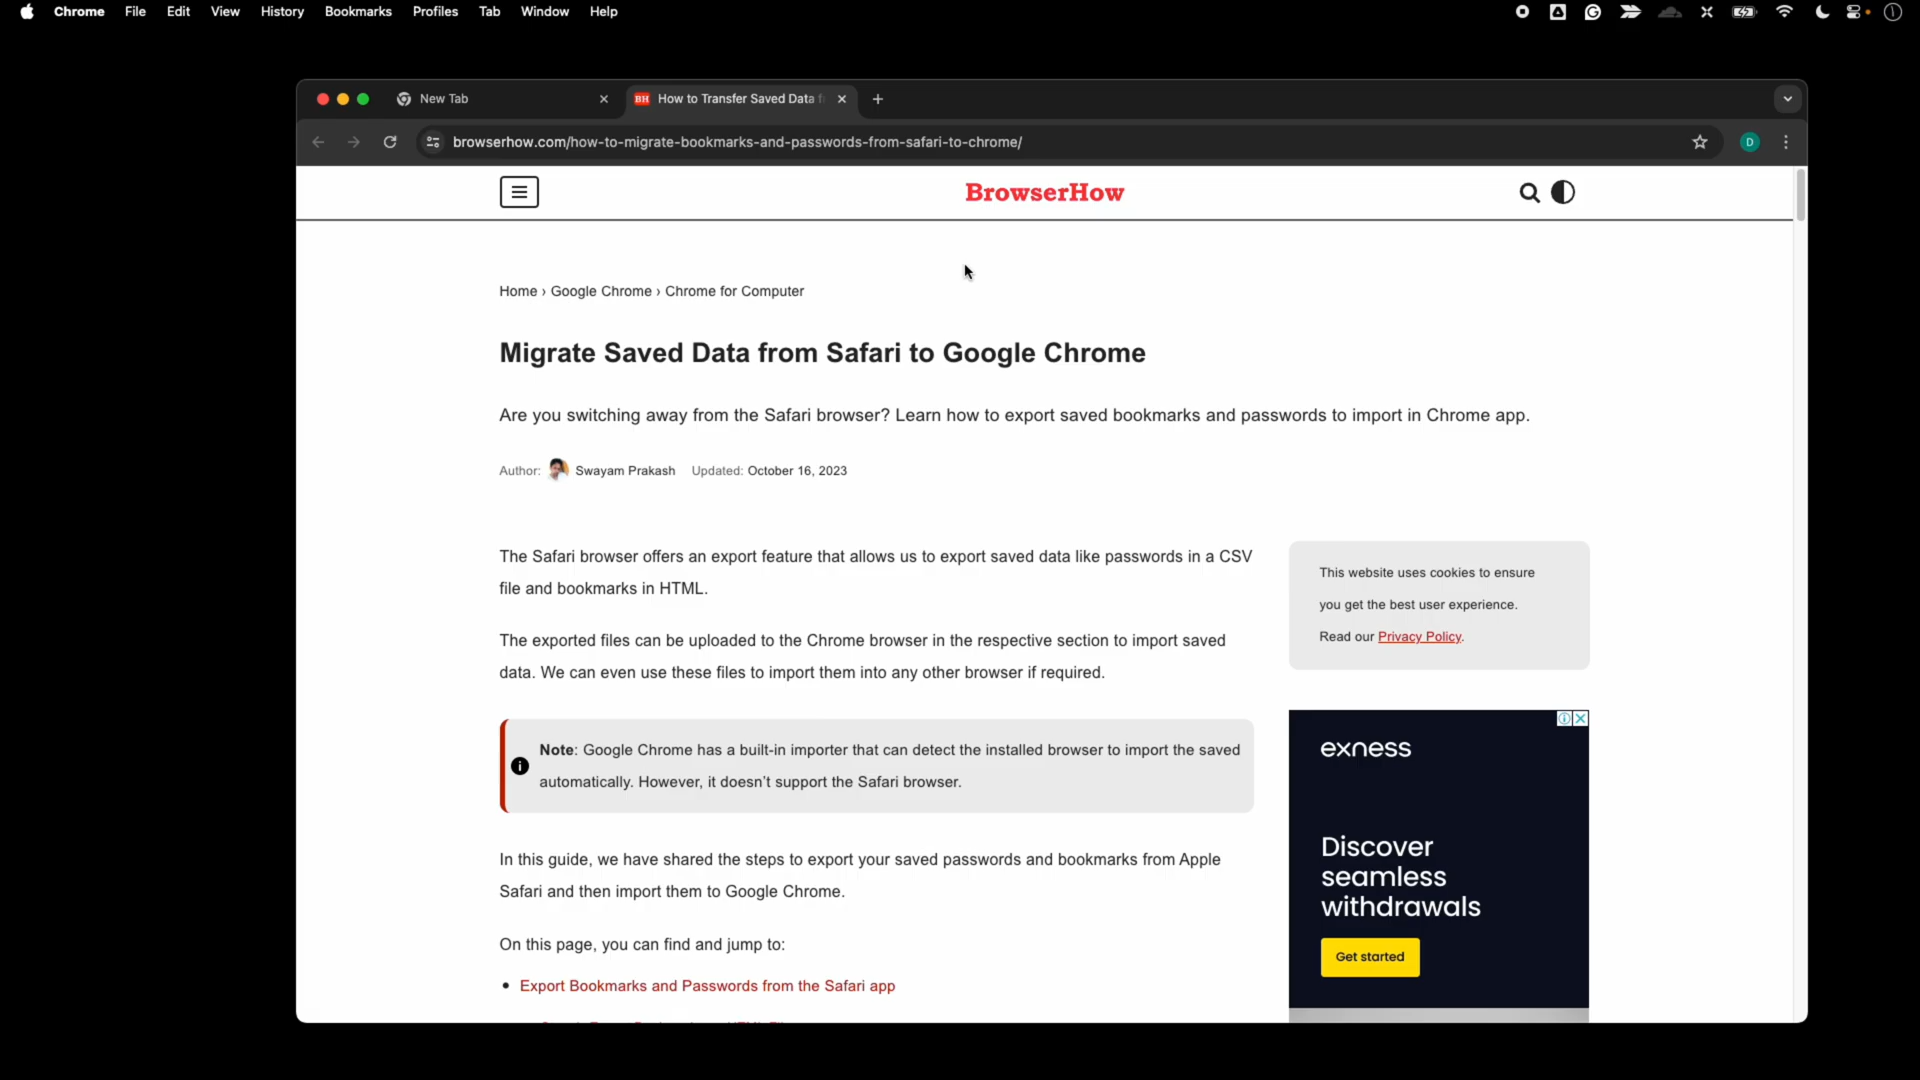 Chrome File Edit View History Bookmarks Profiles Tab Window Help
New Tab
BH How to Transfer Saved Data
browserhow.com/how-to-migrate-bookmarks-and-passwords-from-safari-to-chrome/
D
BrowserHow
Home › Google Chrome › Chrome for Computer
Migrate Saved Data from Safari to Google Chrome
Are you switching away from the Safari browser? Learn how to export saved bookmarks and passwords to import in Chrome app.
Author: Swayam Prakash Updated: October 16, 2023
The Safari browser offers an export feature that allows us to export saved data like passwords in a CSV
file and bookmarks in HTML.
The exported files can be uploaded to the Chrome browser in the respective section to import saved
data. We can even use these files to import them into any other browser if required.
Note: Google Chrome has a built-in importer that can detect the installed browser to import the saved
automatically. However, it doesn't support the Safari browser.
In this guide, we have shared the steps to export your saved passwords and bookmarks from Apple
Safari and then import them to Google Chrome.
On this page, you can find and jump to:
• Export Bookmarks and Passwords from the Safari app
This website uses cookies to ensure
you get the best user experience.
Read our Privacy Policy.
exness
Discover
seamless
withdrawals
Get started